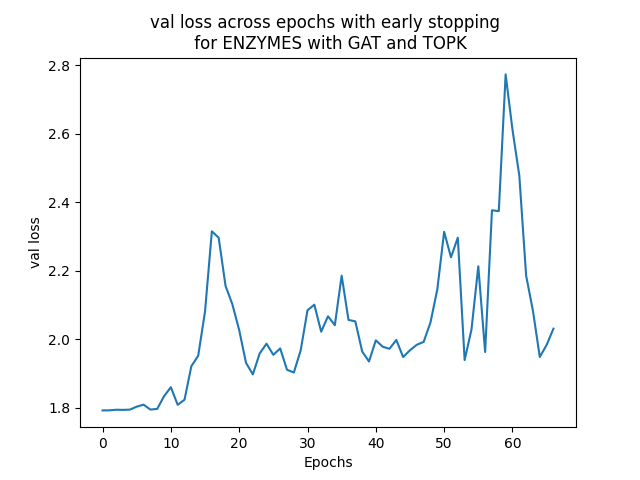 val loss across epochs with early stopping
for ENZYMES with GAT and TOPK
2.8
2.6
2.4
2.2
2.0
1.8
val loss
0 10 20 30 40 50 60
Epochs